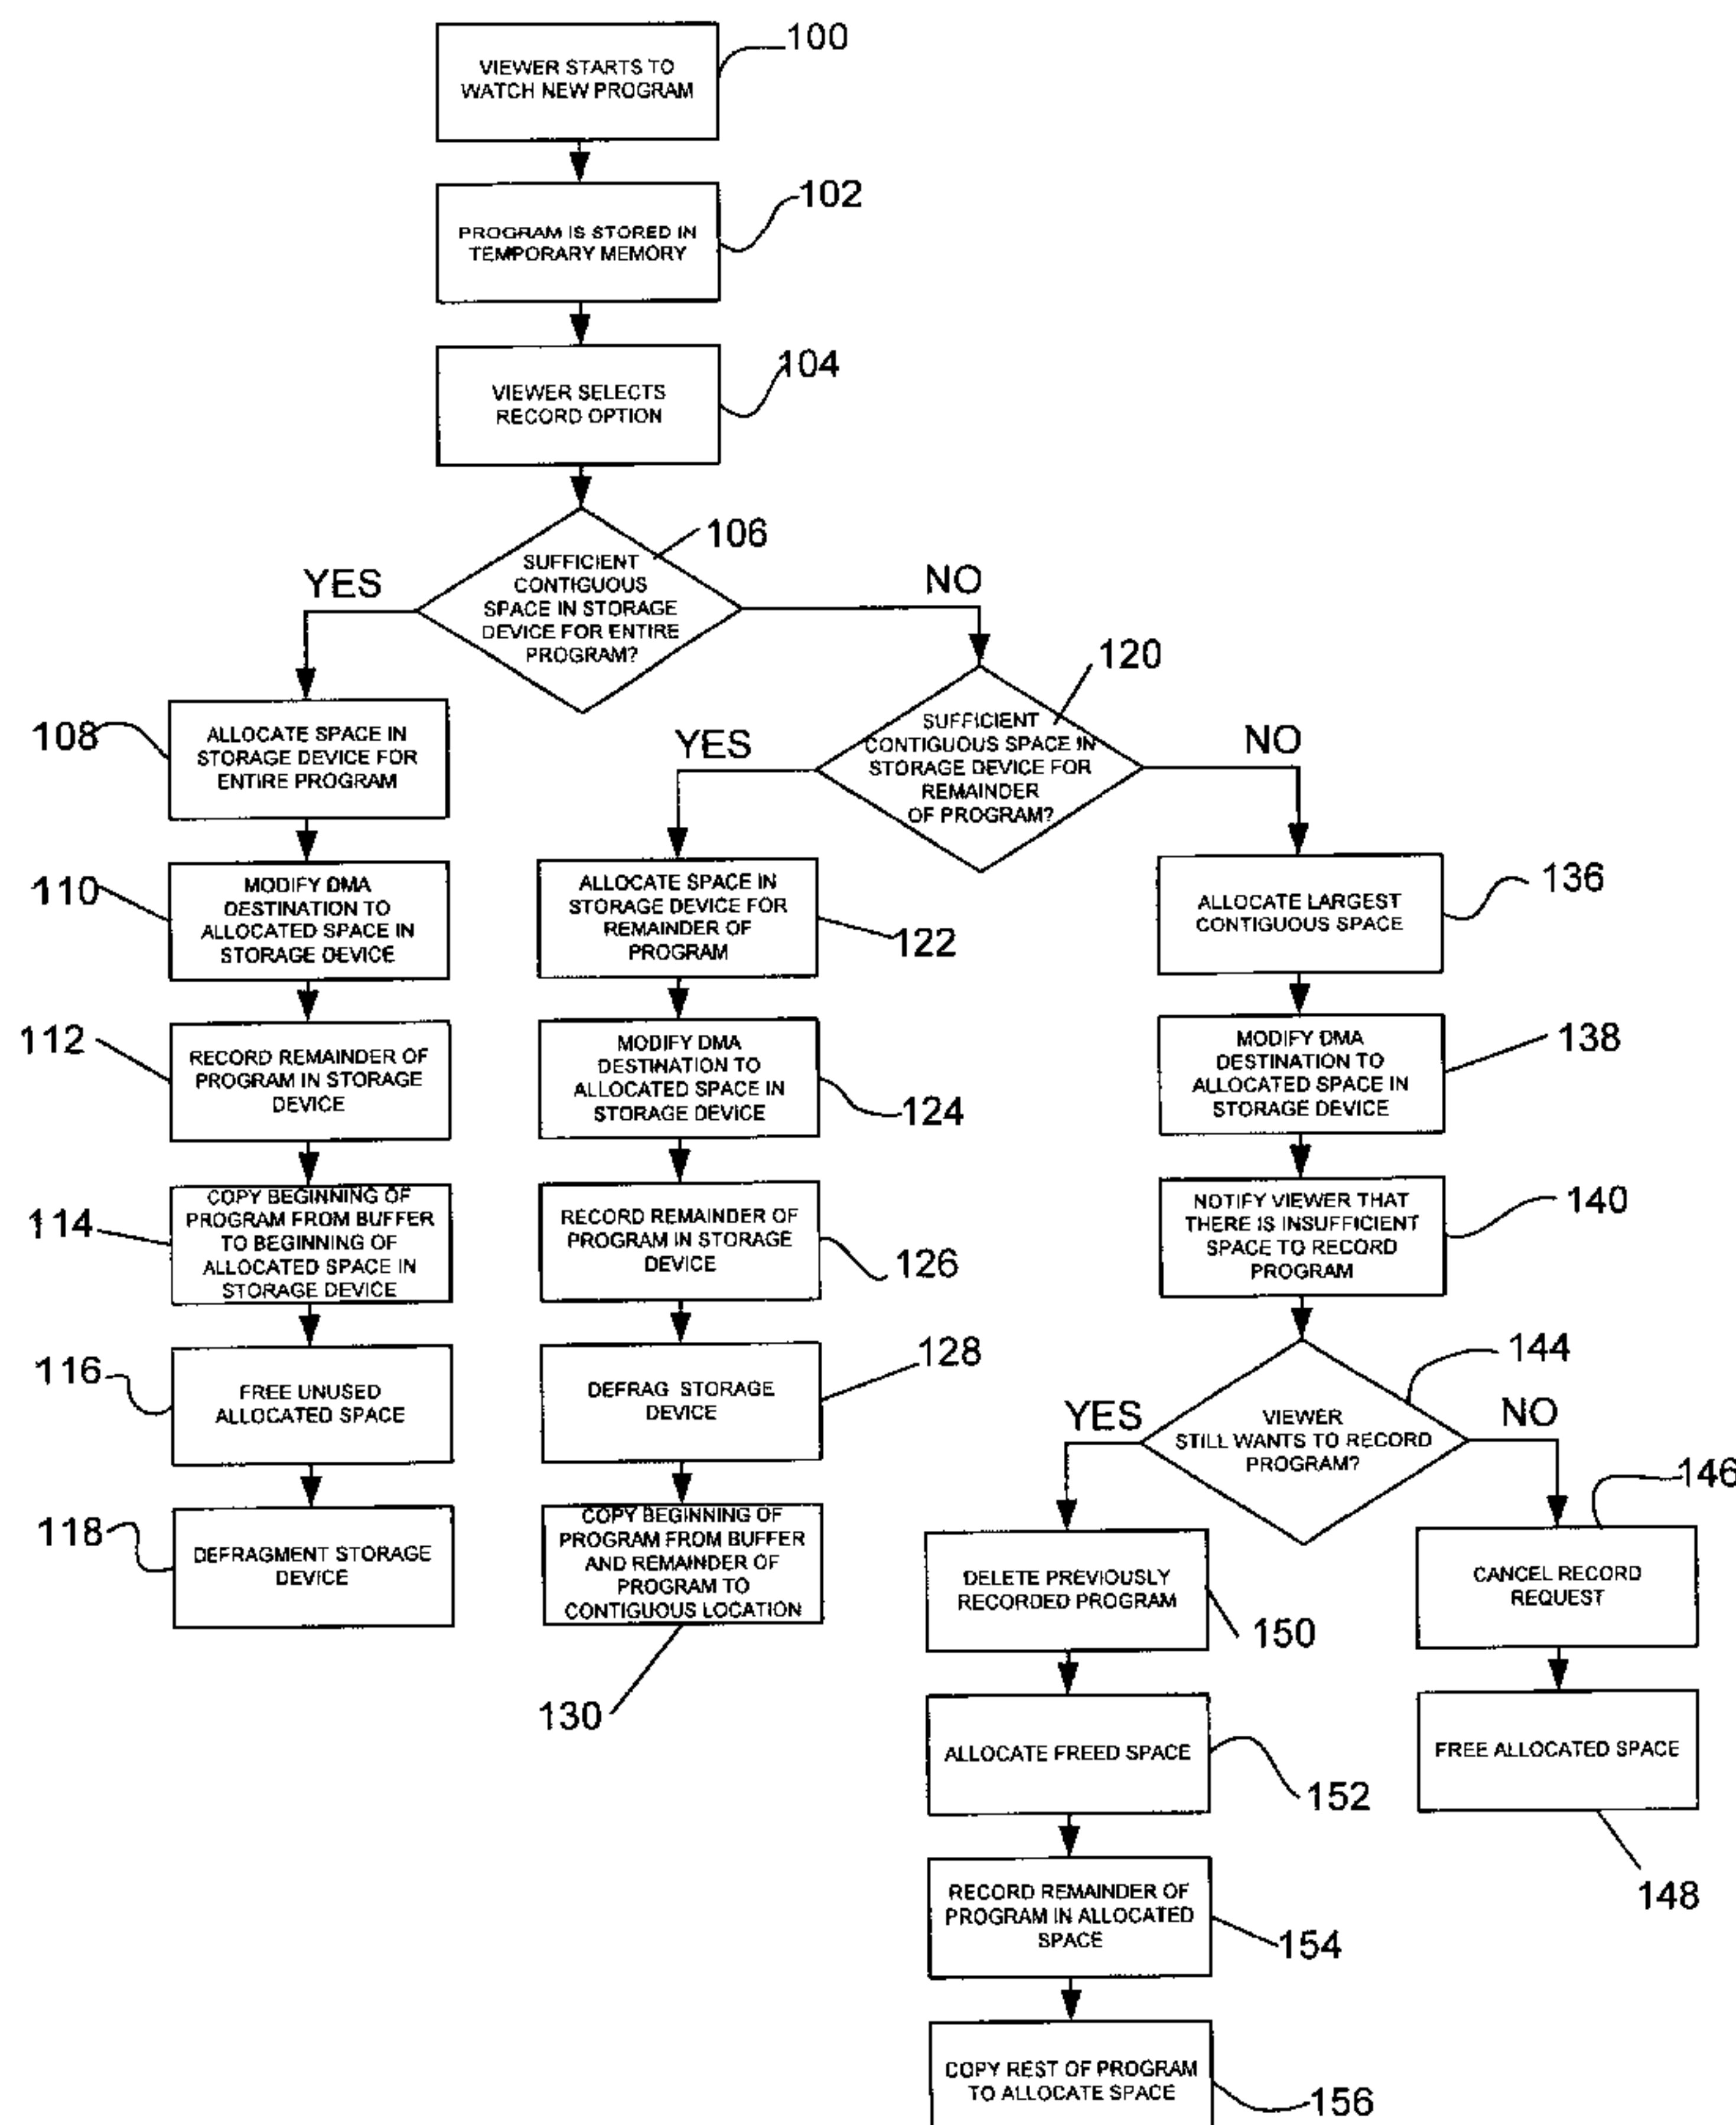 VIEWER STARTS TO
WATCH NEW PROGRAM
100
PROGRAM IS STORED IN
TEMPORARY MEMORY
102
VIEWER SELECTS
RECORD OPTION
104
SUFFICIENT
CONTIGUOUS
SPACE IN STORAGE
DEVICE FOR ENTIRE
PROGRAM?
106
YES
NO
108
ALLOCATE SPACE IN
STORAGE DEVICE FOR
ENTIRE PROGRAM
110
MODIFY DMA
DESTINATION TO
ALLOCATED SPACE IN
STORAGE DEVICE
112
RECORD REMAINDER OF
PROGRAM IN STORAGE
DEVICE
114
COPY BEGINNING OF
PROGRAM FROM BUFFER
TO BEGINNING OF
ALLOCATED SPACE IN
STORAGE DEVICE
116
FREE UNUSED
ALLOCATED SPACE
118
DEFRAGMENT STORAGE
DEVICE
SUFFICIENT
CONTIGUOUS SPACE IN
STORAGE DEVICE FOR
REMAINDER
OF PROGRAM?
120
YES
NO
ALLOCATE SPACE IN
STORAGE DEVICE FOR
REMAINDER OF
PROGRAM
122
MODIFY DMA
DESTINATION TO
ALLOCATED SPACE IN
STORAGE DEVICE
124
RECORD REMAINDER OF
PROGRAM IN STORAGE
DEVICE
126
DEFRAG STORAGE
DEVICE
128
COPY BEGINNING OF
PROGRAM FROM BUFFER
AND REMAINDER OF
PROGRAM TO
CONTIGUOUS LOCATION
130
ALLOCATE LARGEST
CONTIGUOUS SPACE
136
MODIFY DMA
DESTINATION TO
ALLOCATED SPACE IN
STORAGE DEVICE
138
NOTIFY VIEWER THAT
THERE IS INSUFFICIENT
SPACE TO RECORD
PROGRAM
140
VIEWER
STILL WANTS TO RECORD
PROGRAM?
144
YES
NO
DELETE PREVIOUSLY
RECORDED PROGRAM
150
ALLOCATE FREED SPACE
152
RECORD REMAINDER OF
PROGRAM IN ALLOCATED
SPACE
154
COPY REST OF PROGRAM
TO ALLOCATE SPACE
156
CANCEL RECORD
REQUEST
146
FREE ALLOCATED SPACE
148